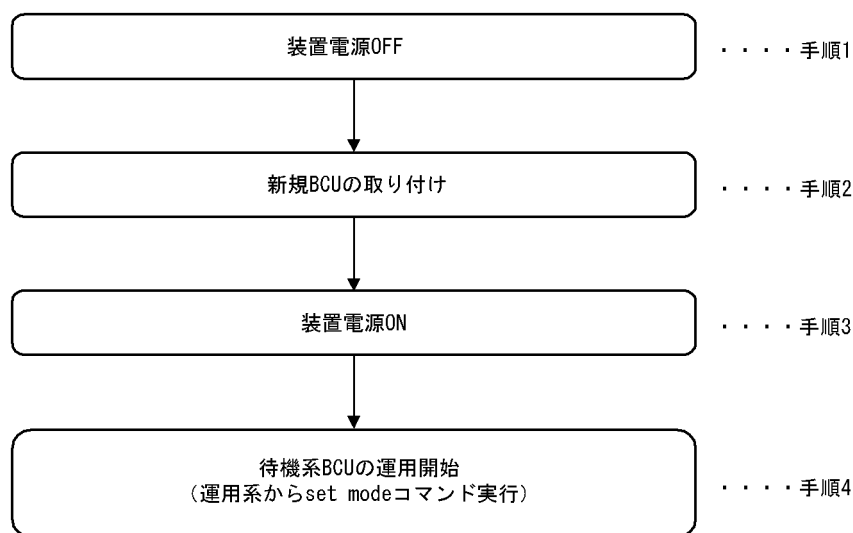 装置電源OFF
・・・・手順1
新規BCUの取り付け
・・・・手順2
装置電源ON
・・・・手順3
待機系BCUの運用開始
（運用系からset modeコマンド実行）
・・・・手順4